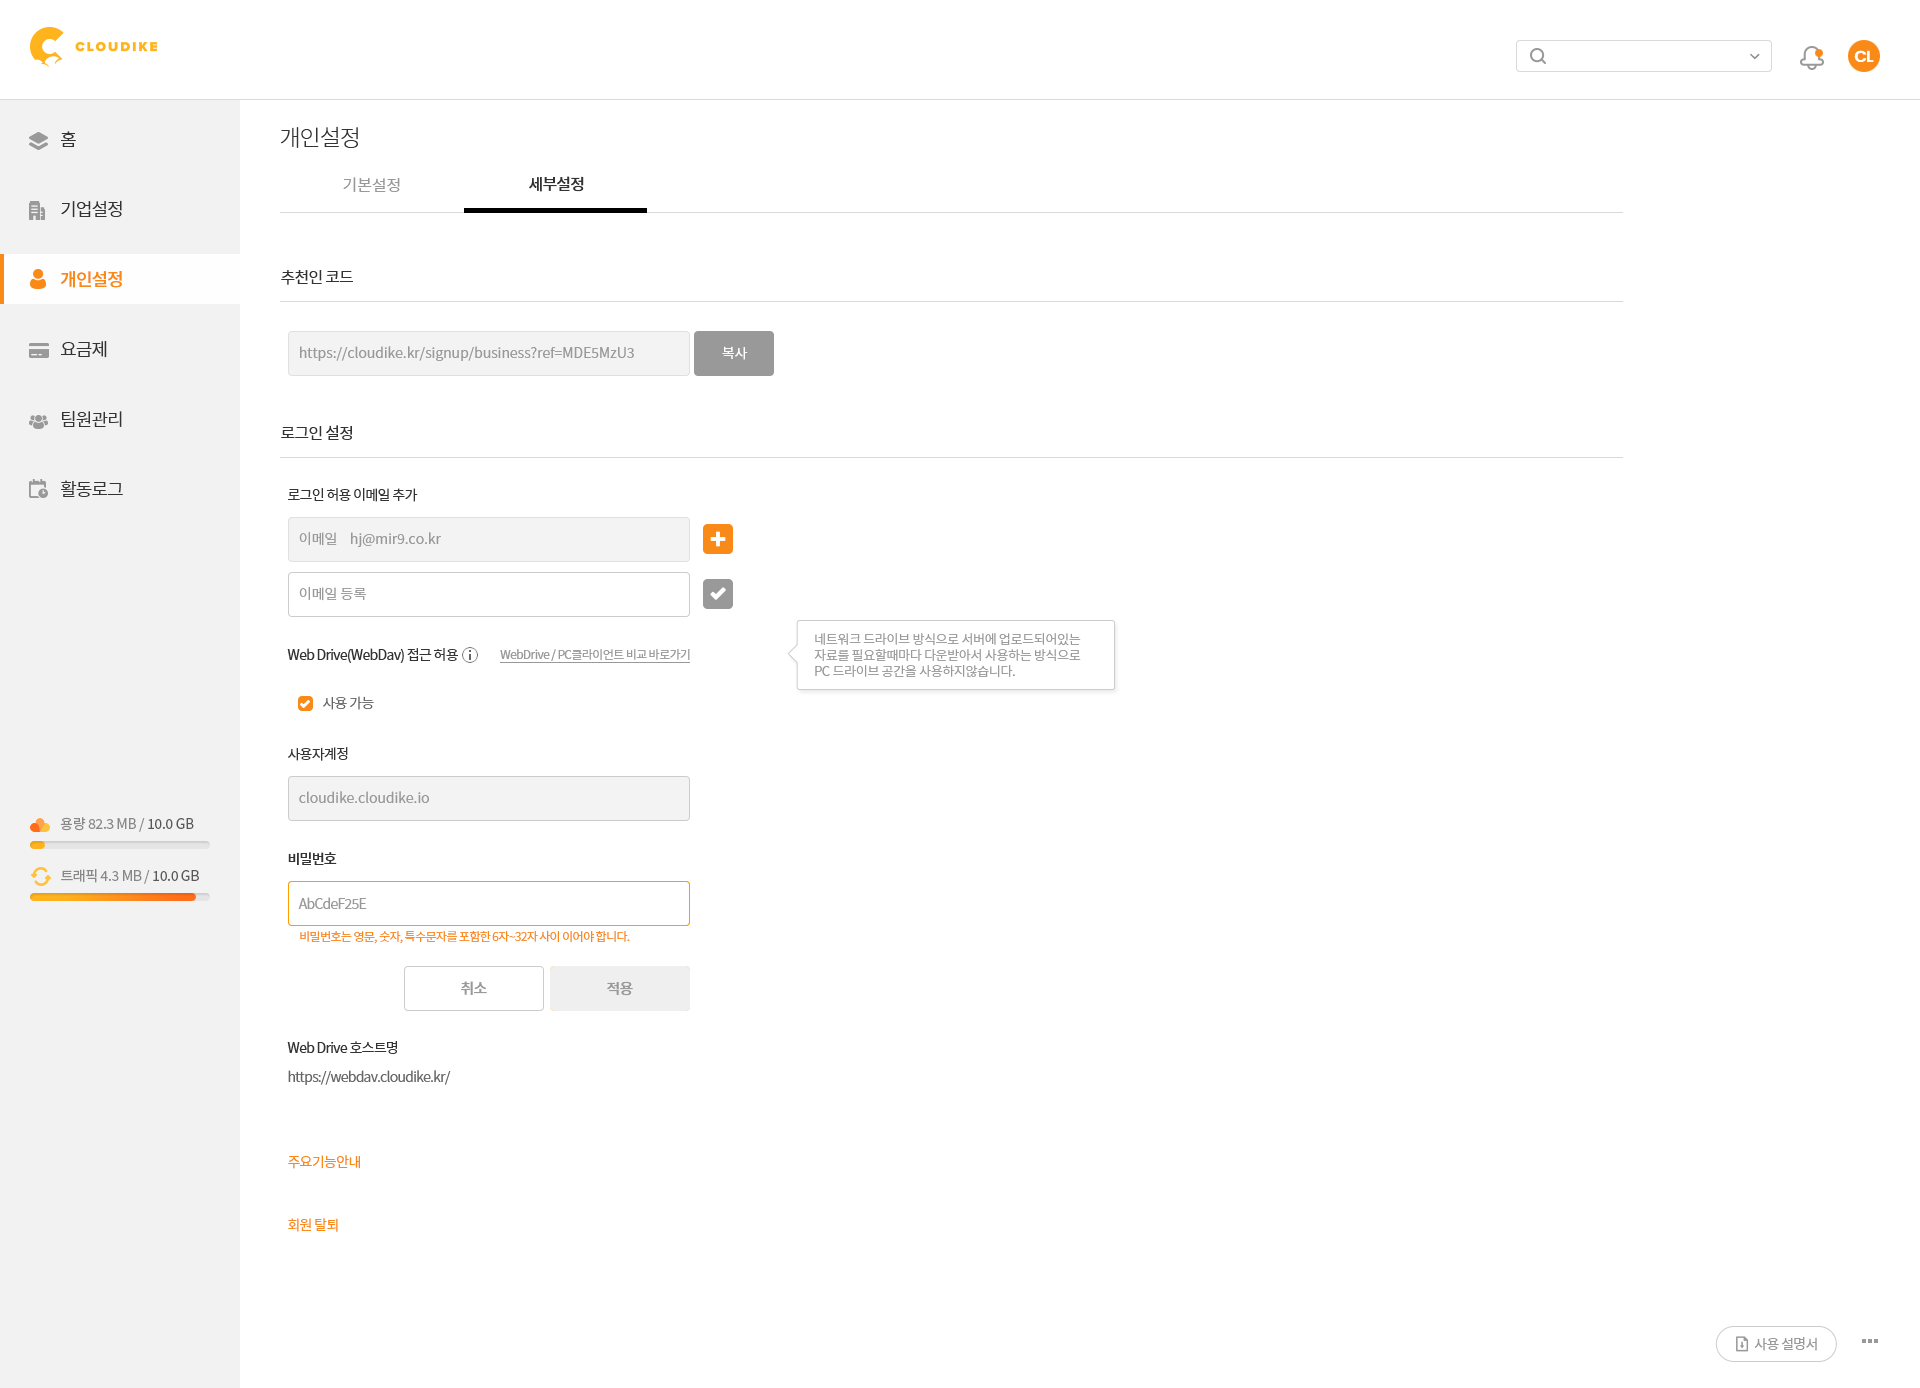 CLOUDIKE
CL
홈
기업설정
개인설정
요금제
팀원관리
활동로그
용량 82.3 MB / 10.0 GB
트래픽 4.3 MB / 10.0 GB
개인설정
기본설정
세부설정
추천인 코드
https://cloudike.kr/signup/business?ref=MDE5MzU3
복사
로그인 설정
로그인 허용 이메일 추가
이메일 hj@mir9.co.kr
이메일 등록
Web Drive(WebDav) 접근 허용
WebDrive / PC클라이언트 비교 바로가기
네트워크 드라이브 방식으로 서버에 업로드되어있는
자료를 필요할때마다 다운받아서 사용하는 방식으로
PC 드라이브 공간을 사용하지않습니다.
사용 가능
사용자계정
cloudike.cloudike.io
비밀번호
AbCdeF25E
비밀번호는 영문, 숫자, 특수문자를 포함한 6자~32자 사이 이어야 합니다.
취소
적용
Web Drive 호스트명
https://webdav.cloudike.kr/
주요기능안내
회원 탈퇴
사용 설명서